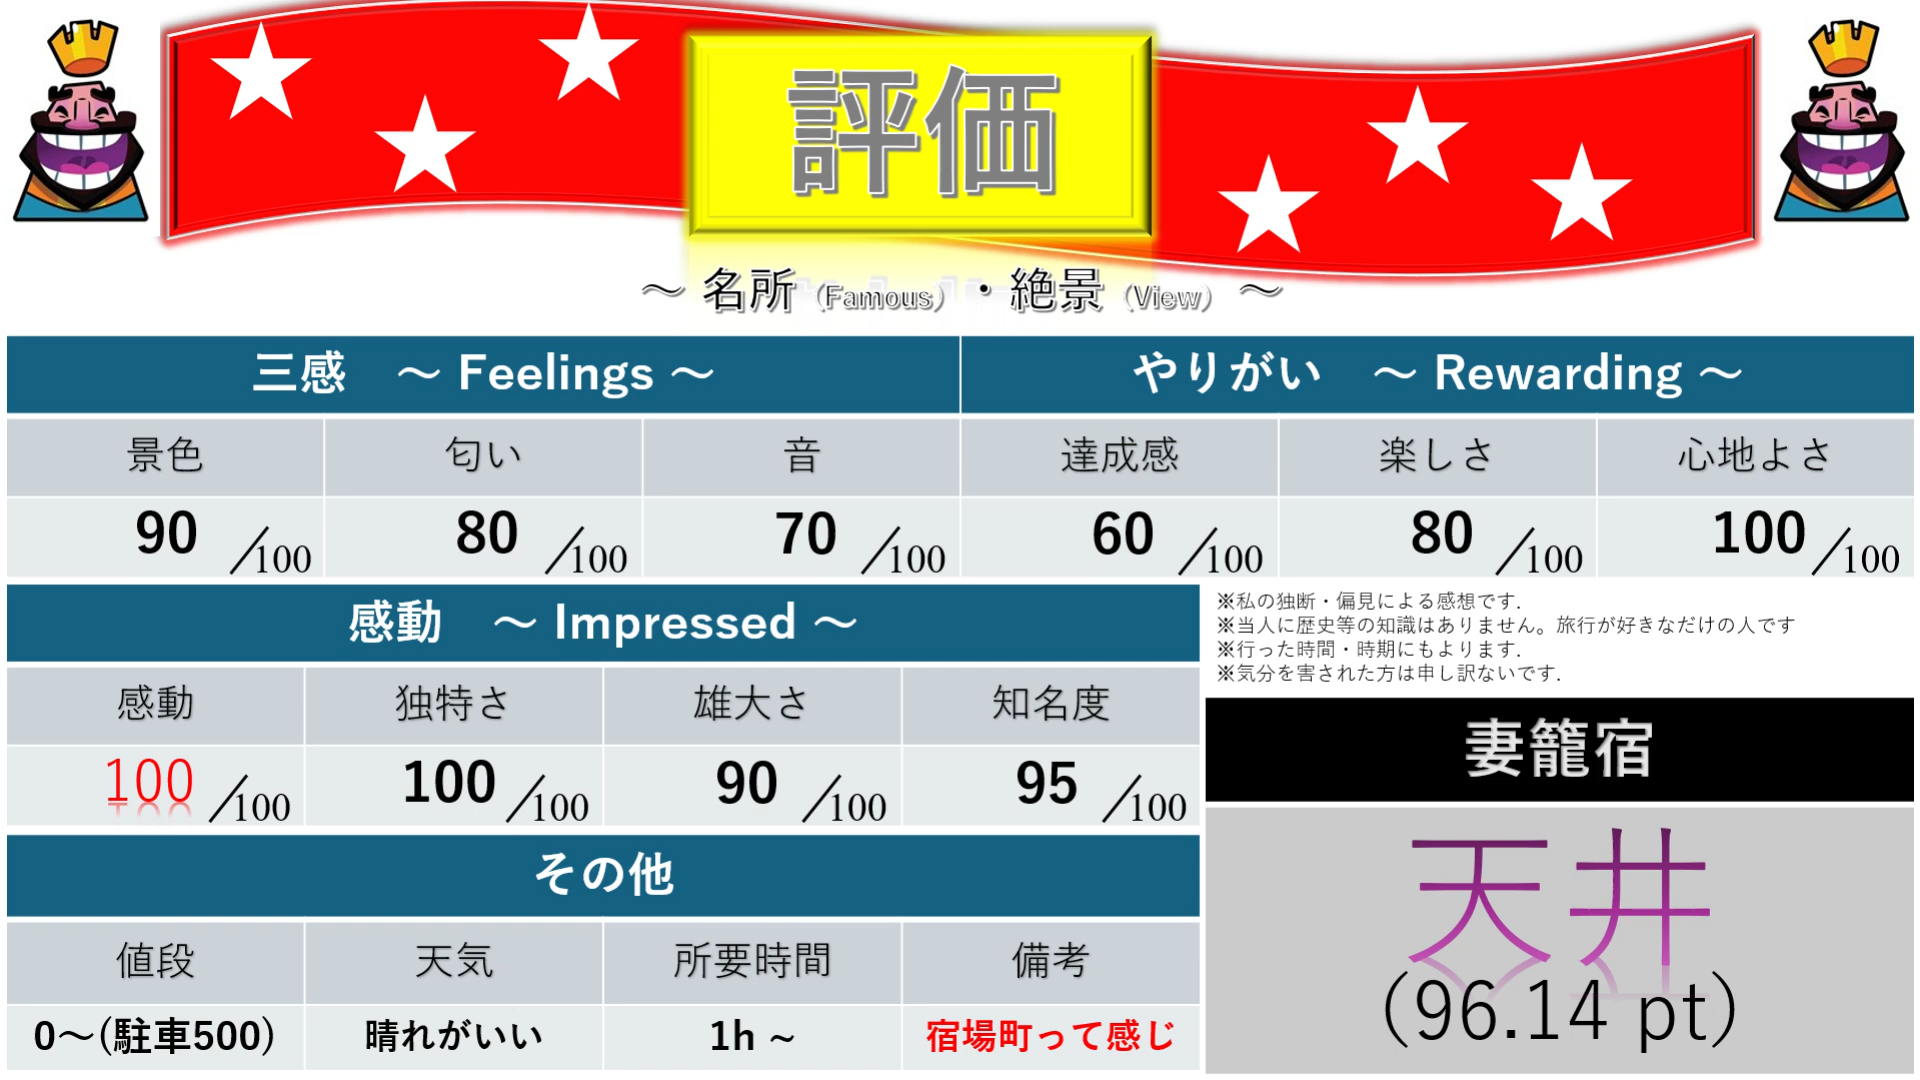 評価
～ 名所 (Famous) ・絶景 (View) ～
三感　～ Feelings ～
やりがい　～ Rewarding ～
景色 匂い 音 達成感 楽しさ 心地よさ
90 /100 80 /100 70 /100 60 /100 80 /100 100 /100
感動　～ Impressed ～
感動 独特さ 雄大さ 知名度
100 /100 100 /100 90 /100 95 /100
その他
値段 天気 所要時間 備考
0～(駐車500) 晴れがいい 1h ~ 宿場町って感じ
※私の独断・偏見による感想です.
※当人に歴史等の知識はありません。旅行が好きなだけの人です
※行った時間・時期にもよります.
※気分を害された方は申し訳ないです.
妻籠宿
天井
(96.14 pt)